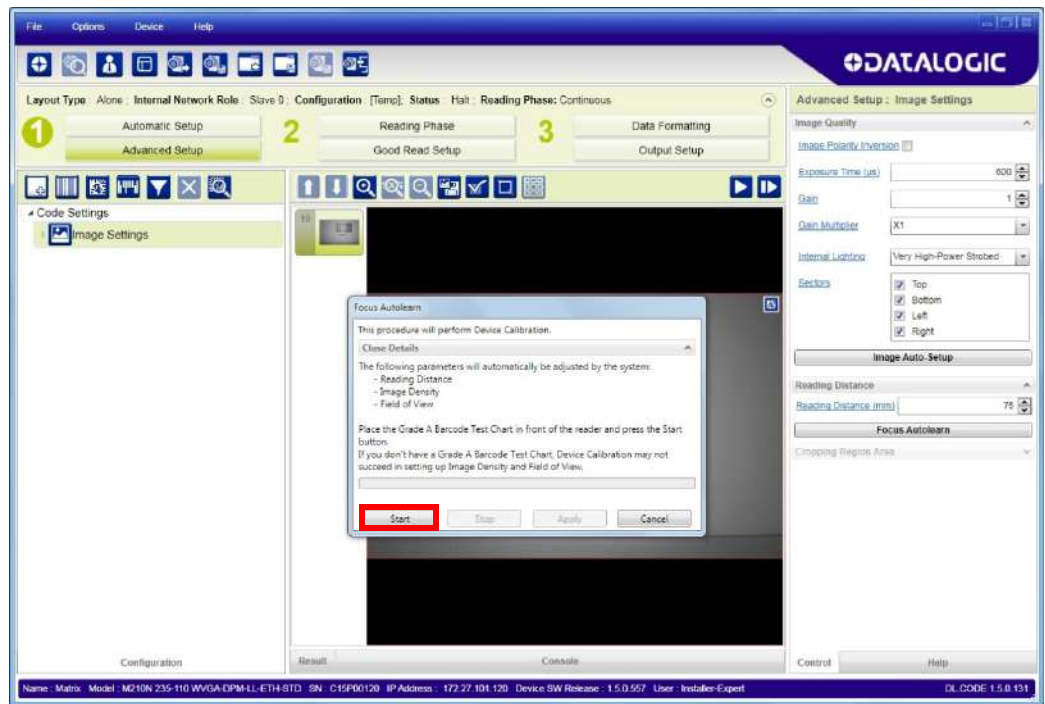 File Options Device Help
DATALOGIC
Layout Type : Alone : Internal Network Role : Slave 0 : Configuration : [Temp]; Status : Halt : Reading Phase: Continuous
1
Automatic Setup
Advanced Setup
2
Reading Phase
Good Read Setup
3
Data Formatting
Output Setup
Code Settings
Image Settings
10
Focus Autolearn
This procedure will perform Device Calibration.
Close Details
The following parameters will automatically be adjusted by the system:
- Reading Distance
- Image Density
- Field of View
Place the Grade A Barcode Test Chart in front of the reader and press the Start
button.
If you don't have a Grade A Barcode Test Chart, Device Calibration may not
succeed in setting up Image Density and Field of View.
Start Stop Apply Cancel
Configuration
Result Console
Advanced Setup : Image Settings
Image Quality
Image Polarity Inversion
Exposure Time (µs) 600
Gain 1
Gain Multiplier X1
Internal Lighting Very High-Power Strobed
Sectors
Top
Bottom
Left
Right
Image Auto-Setup
Reading Distance
Reading Distance (mm) 75
Focus Autolearn
Cropping Region Area
Control Help
Name : Matrix Model : M210N 235-110 WVGA-DPM-LL-ETH-STD SN : C15P00120 IP Address : 172.27.101.120 Device SW Release : 1.5.0.557 User : Installer-Expert DL.CODE 1.5.0.131